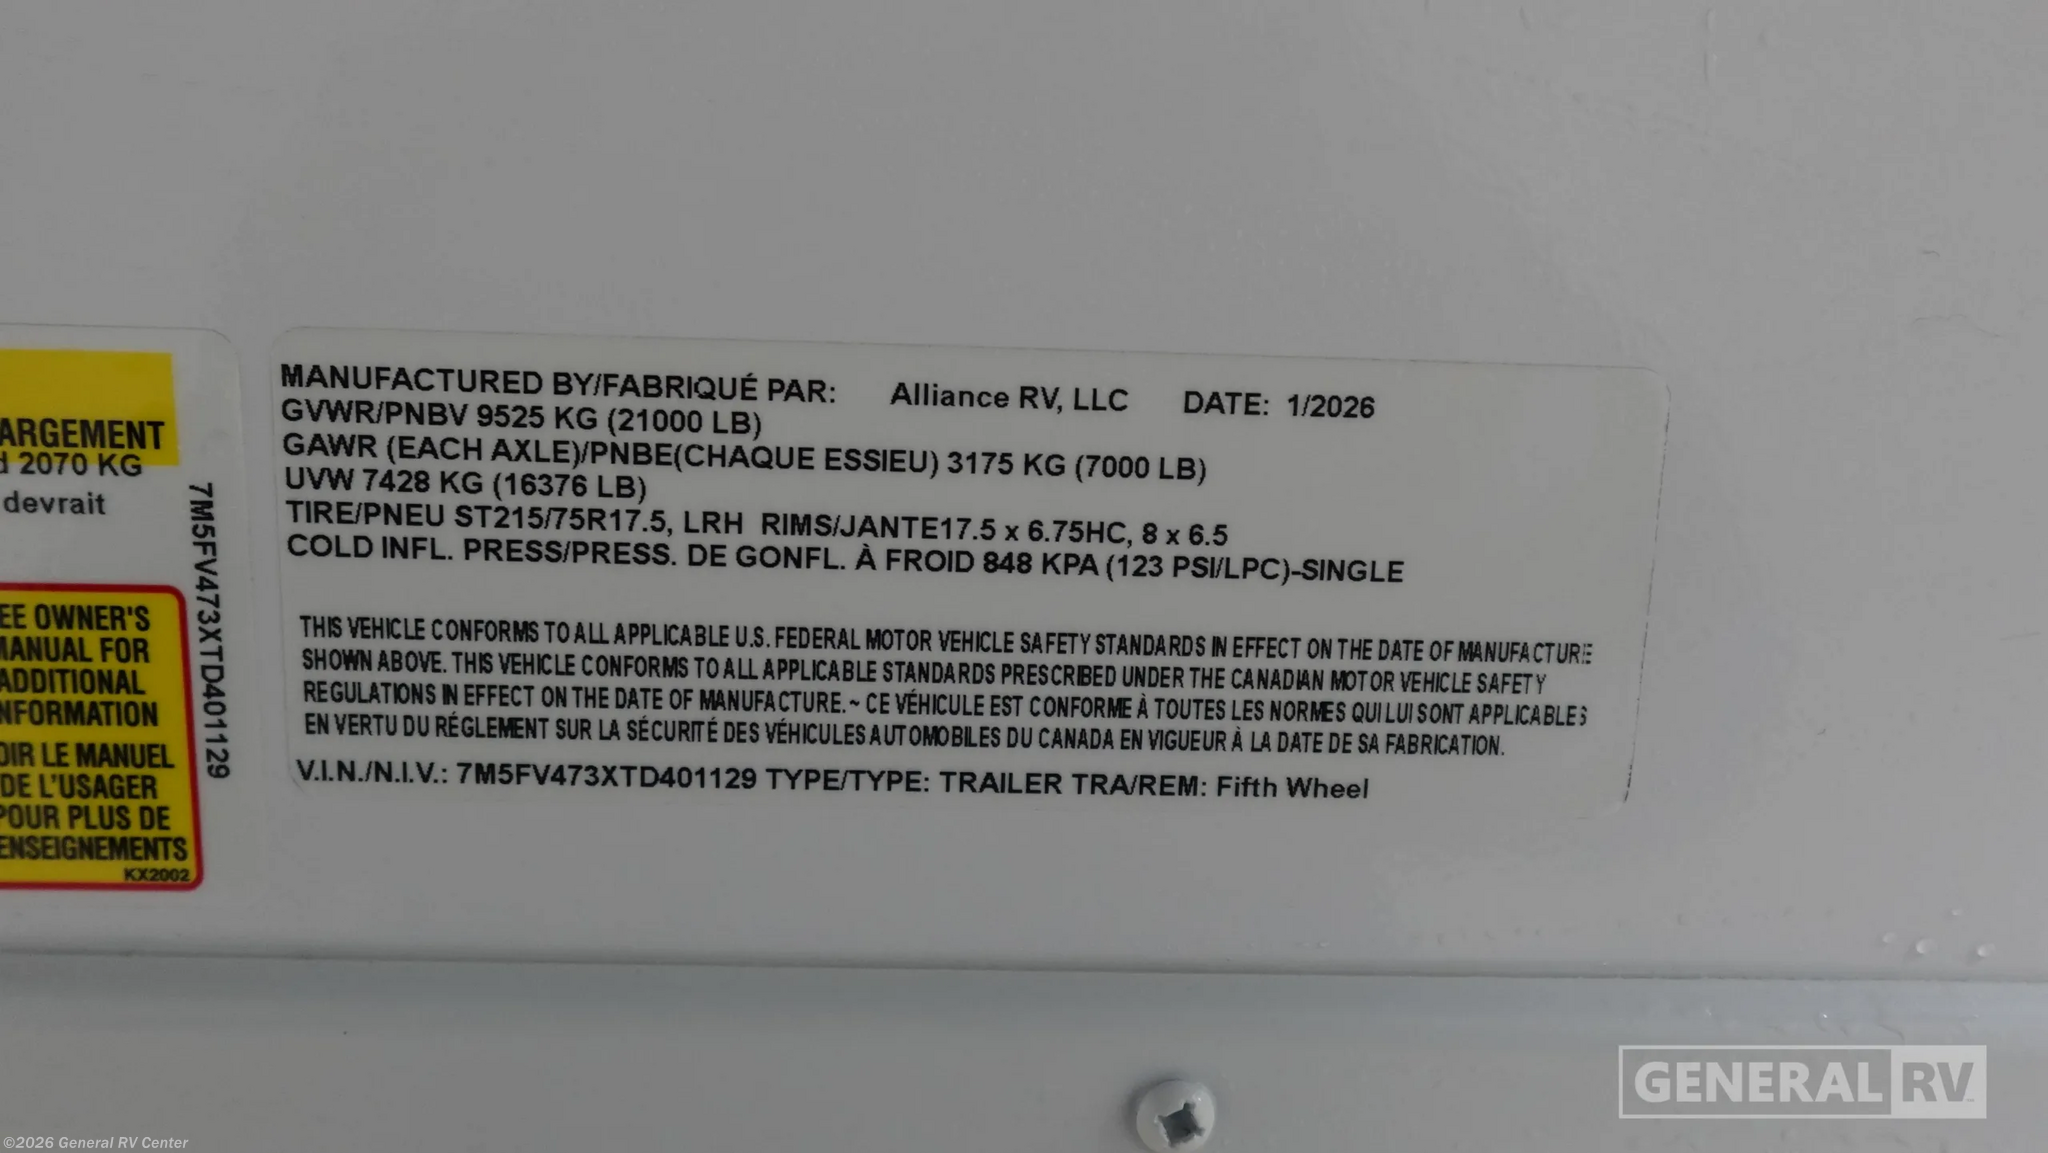 ARGEMENT
d 2070 KG
devrait
7M5FV473XTD401129
EE OWNER'S
MANUAL FOR
ADDITIONAL
NFORMATION
OIR LE MANUEL
DE L'USAGER
POUR PLUS DE
ENSEIGNEMENTS
KX2002
MANUFACTURED BY/FABRIQUÉ PAR: Alliance RV, LLC DATE: 1/2026
GVWR/PNBV 9525 KG (21000 LB)
GAWR (EACH AXLE)/PNBE(CHAQUE ESSIEU) 3175 KG (7000 LB)
UVW 7428 KG (16376 LB)
TIRE/PNEU ST215/75R17.5, LRH RIMS/JANTE17.5 x 6.75HC, 8 x 6.5
COLD INFL. PRESS/PRESS. DE GONFL. À FROID 848 KPA (123 PSI/LPC)-SINGLE
THIS VEHICLE CONFORMS TO ALL APPLICABLE U.S. FEDERAL MOTOR VEHICLE SAFETY STANDARDS IN EFFECT ON THE DATE OF MANUFACTURE
SHOWN ABOVE. THIS VEHICLE CONFORMS TO ALL APPLICABLE STANDARDS PRESCRIBED UNDER THE CANADIAN MOTOR VEHICLE SAFETY
REGULATIONS IN EFFECT ON THE DATE OF MANUFACTURE. ~ CE VÉHICULE EST CONFORME À TOUTES LES NORMES QUI LUI SONT APPLICABLES
EN VERTU DU RÉGLEMENT SUR LA SÉCURITÉ DES VÉHICULES AUTOMOBILES DU CANADA EN VIGUEUR À LA DATE DE SA FABRICATION.
V.I.N./N.I.V.: 7M5FV473XTD401129 TYPE/TYPE: TRAILER TRA/REM: Fifth Wheel
GENERAL RV
©2026 General RV Center